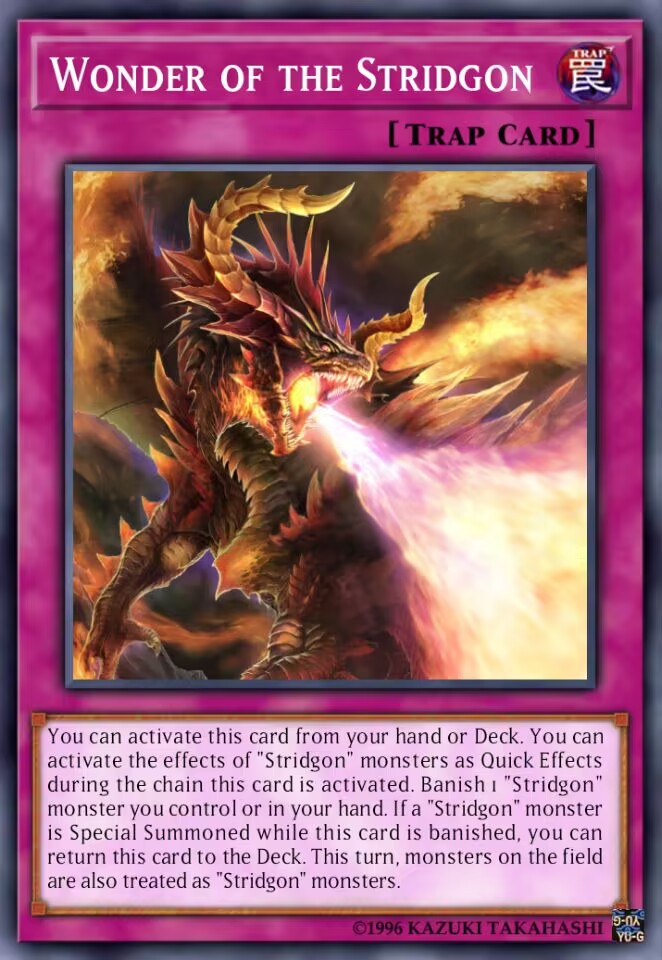 Wonder of the Stridgon
TRAP
罠
[Trap Card]
You can activate this card from your hand or Deck. You can
activate the effects of "Stridgon" monsters as Quick Effects
during the chain this card is activated. Banish 1 "Stridgon"
monster you control or in your hand. If a "Stridgon" monster
is Special Summoned while this card is banished, you can
return this card to the Deck. This turn, monsters on the field
are also treated as "Stridgon" monsters.
©1996 KAZUKI TAKAHASHI
YU-G
YU-G